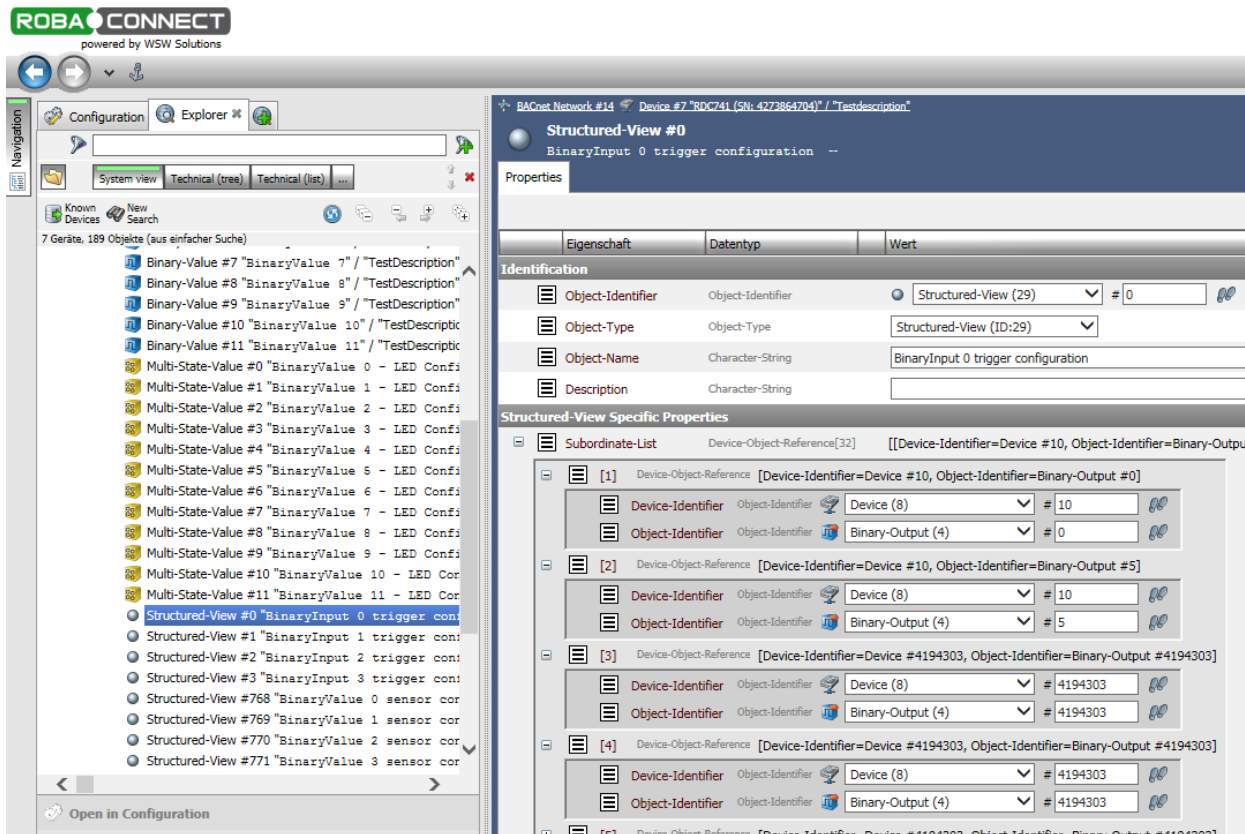 ROBA CONNECT
powered by WSW Solutions
Navigation
Configuration
Explorer
System view
Technical (tree)
Technical (list)
...
Known Devices
New Search
7 Geräte, 189 Objekte (aus einfacher Suche)
Binary-Value #7 "BinaryValue 7" / "TestDescription"
Binary-Value #8 "BinaryValue 8" / "TestDescription"
Binary-Value #9 "BinaryValue 9" / "TestDescription"
Binary-Value #10 "BinaryValue 10" / "TestDescriptic
Binary-Value #11 "BinaryValue 11" / "TestDescriptic
Multi-State-Value #0 "BinaryValue 0 - LED Confi
Multi-State-Value #1 "BinaryValue 1 - LED Confi
Multi-State-Value #2 "BinaryValue 2 - LED Confi
Multi-State-Value #3 "BinaryValue 3 - LED Confi
Multi-State-Value #4 "BinaryValue 4 - LED Confi
Multi-State-Value #5 "BinaryValue 5 - LED Confi
Multi-State-Value #6 "BinaryValue 6 - LED Confi
Multi-State-Value #7 "BinaryValue 7 - LED Confi
Multi-State-Value #8 "BinaryValue 8 - LED Confi
Multi-State-Value #9 "BinaryValue 9 - LED Confi
Multi-State-Value #10 "BinaryValue 10 - LED Cor
Multi-State-Value #11 "BinaryValue 11 - LED Cor
Structured-View #0 "BinaryInput 0 trigger coni
Structured-View #1 "BinaryInput 1 trigger coni
Structured-View #2 "BinaryInput 2 trigger coni
Structured-View #3 "BinaryInput 3 trigger coni
Structured-View #768 "BinaryValue 0 sensor cor
Structured-View #769 "BinaryValue 1 sensor cor
Structured-View #770 "BinaryValue 2 sensor cor
Structured-View #771 "BinaryValue 3 sensor cor
Open in Configuration
BACnet Network #14 Device #7 "RDC741 (SN: 4273864704)" / "Testdescription"
Structured-View #0
BinaryInput 0 trigger configuration --
Properties
Eigenschaft Datentyp Wert
Identification
Object-Identifier Object-Identifier Structured-View (29) # 0
Object-Type Object-Type Structured-View (ID:29)
Object-Name Character-String BinaryInput 0 trigger configuration
Description Character-String
Structured-View Specific Properties
Subordinate-List Device-Object-Reference[32] [[Device-Identifier=Device #10, Object-Identifier=Binary-Outpu
[1] Device-Object-Reference [Device-Identifier=Device #10, Object-Identifier=Binary-Output #0]
Device-Identifier Object-Identifier Device (8) # 10
Object-Identifier Object-Identifier Binary-Output (4) # 0
[2] Device-Object-Reference [Device-Identifier=Device #10, Object-Identifier=Binary-Output #5]
Device-Identifier Object-Identifier Device (8) # 10
Object-Identifier Object-Identifier Binary-Output (4) # 5
[3] Device-Object-Reference [Device-Identifier=Device #4194303, Object-Identifier=Binary-Output #4194303]
Device-Identifier Object-Identifier Device (8) # 4194303
Object-Identifier Object-Identifier Binary-Output (4) # 4194303
[4] Device-Object-Reference [Device-Identifier=Device #4194303, Object-Identifier=Binary-Output #4194303]
Device-Identifier Object-Identifier Device (8) # 4194303
Object-Identifier Object-Identifier Binary-Output (4) # 4194303